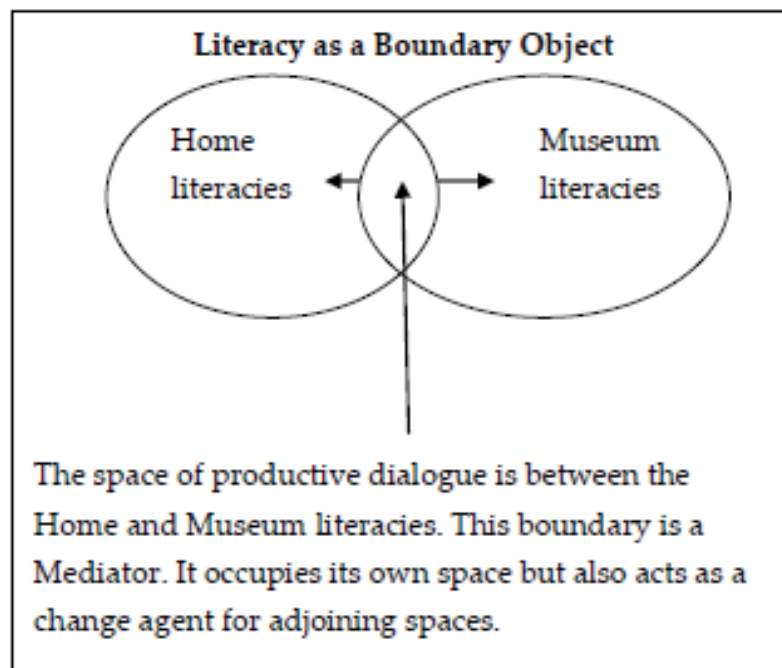 Literacy as a Boundary Object
Home
literacies
Museum
literacies
The space of productive dialogue is between the
Home and Museum literacies. This boundary is a
Mediator. It occupies its own space but also acts as a
change agent for adjoining spaces.